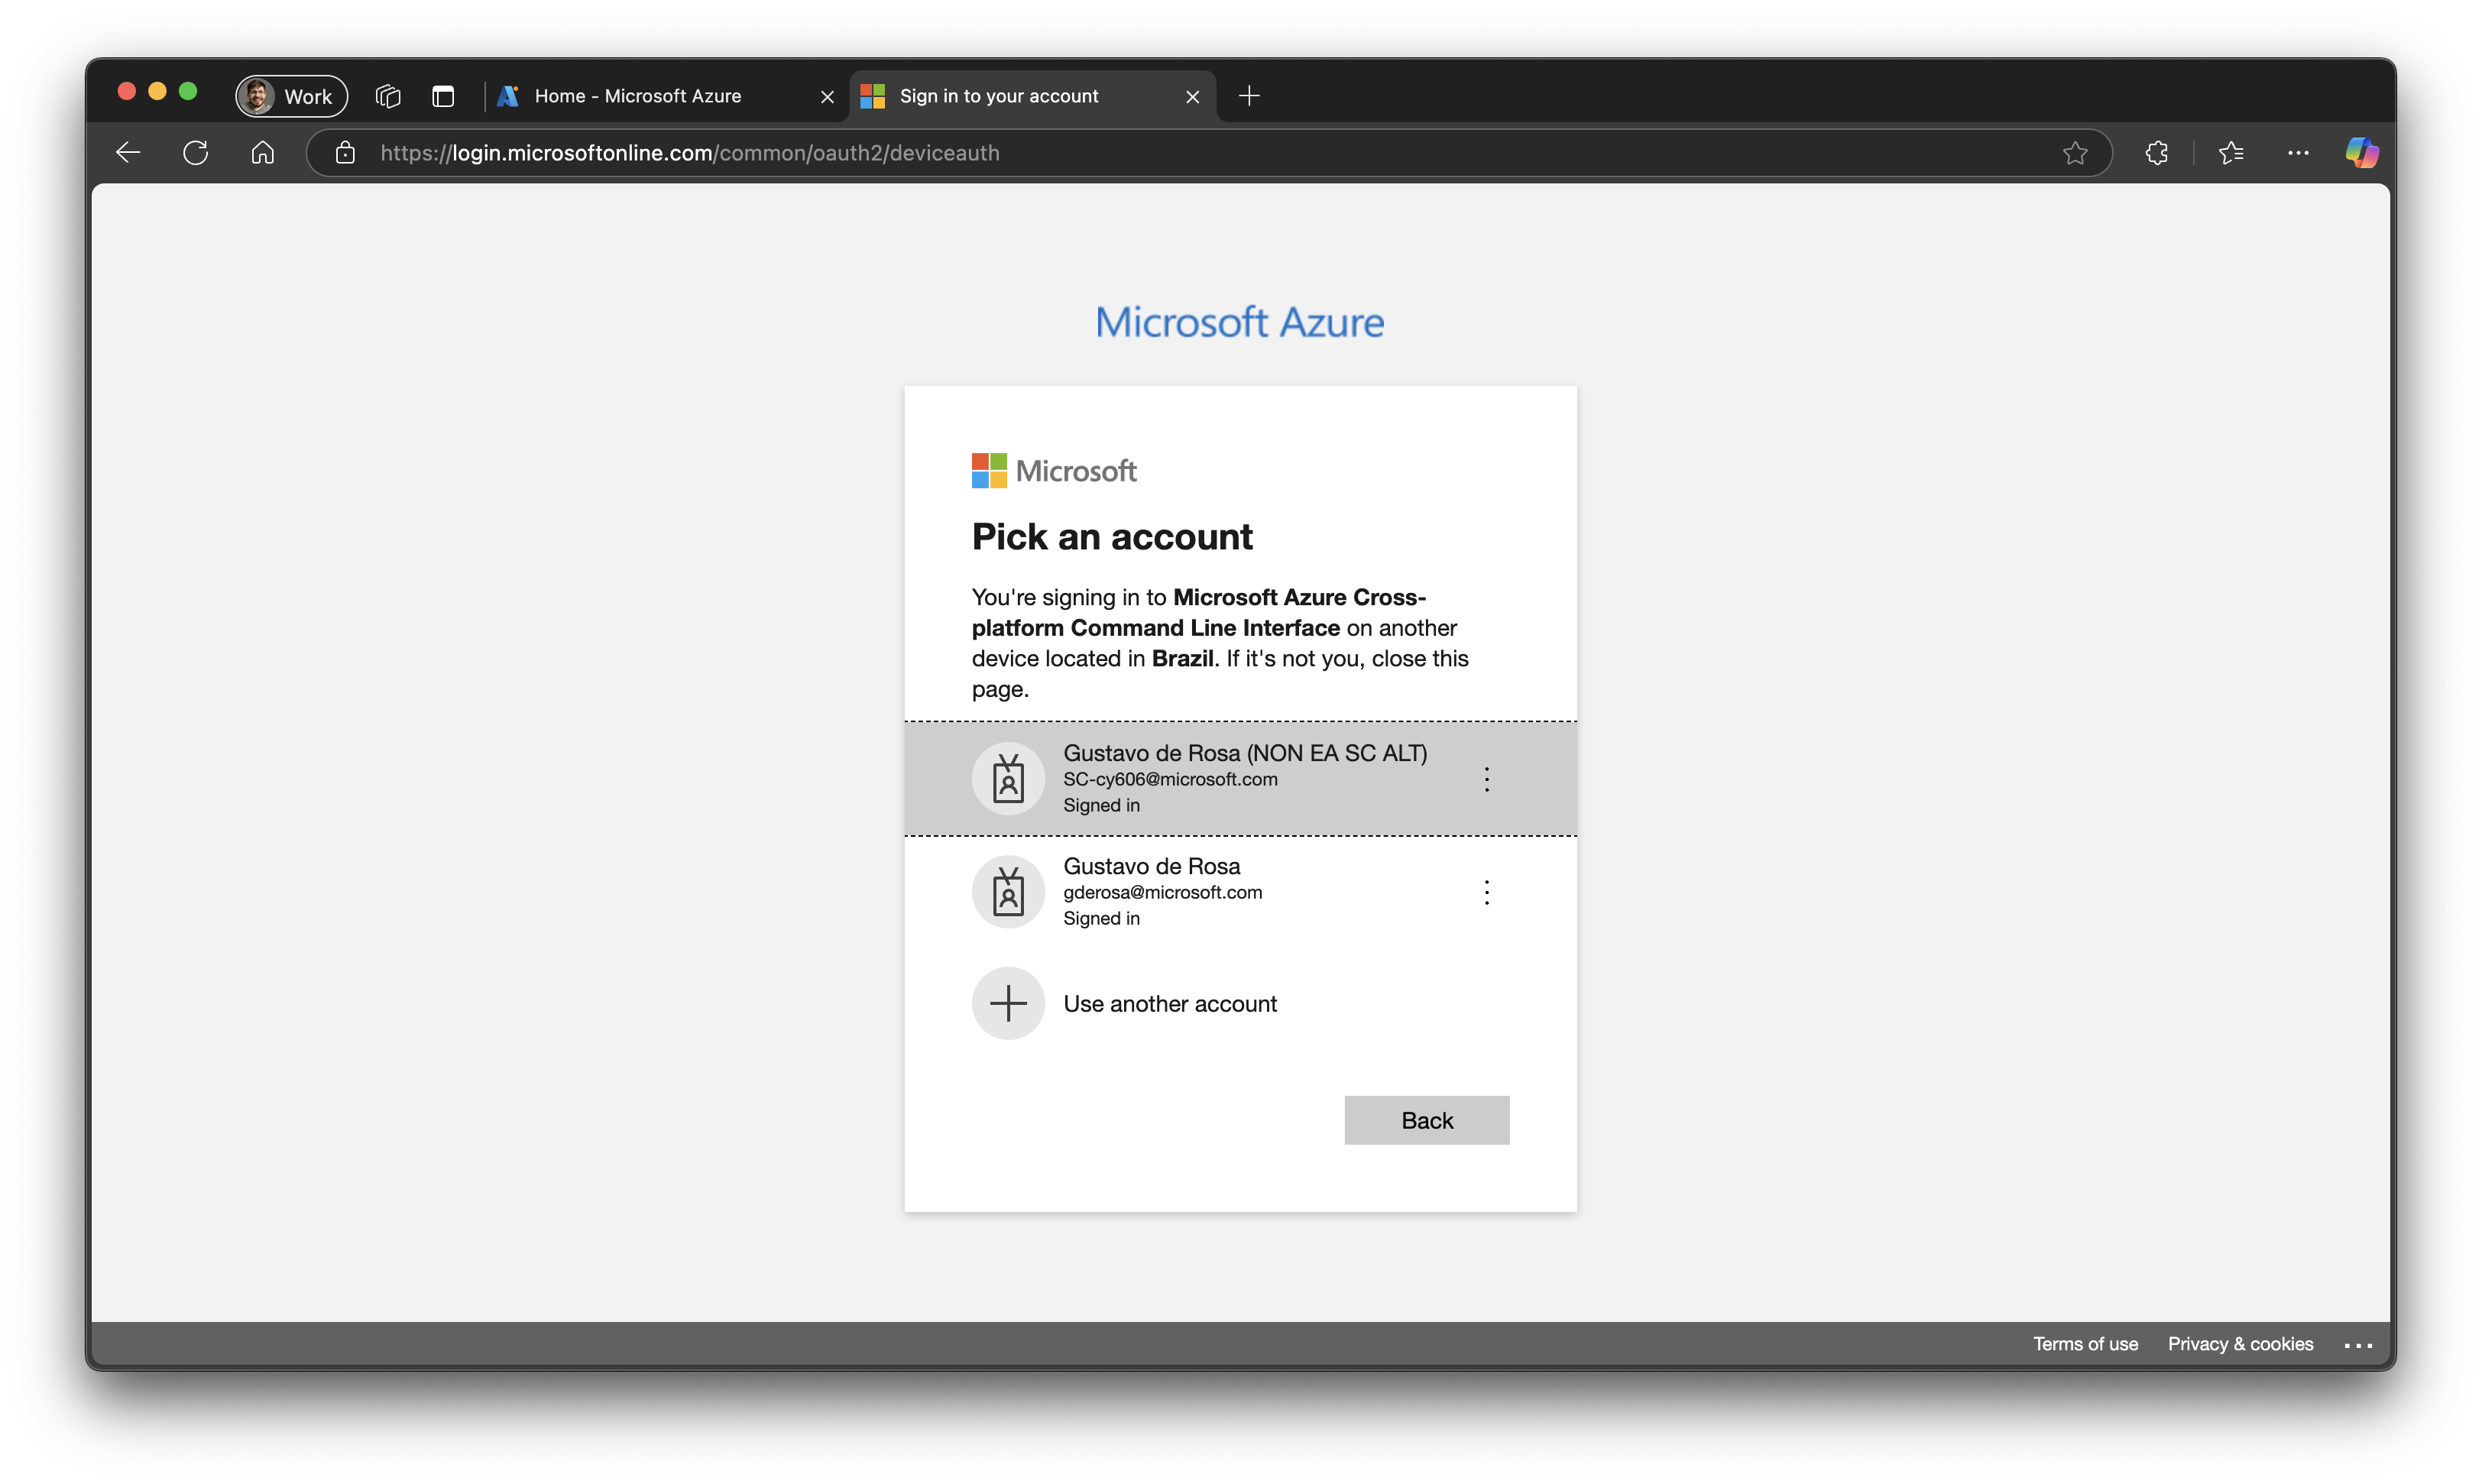 Work
Home - Microsoft Azure
Sign in to your account
https://login.microsoftonline.com/common/oauth2/deviceauth
Microsoft Azure
Microsoft
Pick an account
You're signing in to Microsoft Azure Cross-
platform Command Line Interface on another
device located in Brazil. If it's not you, close this
page.
Gustavo de Rosa (NON EA SC ALT)
SC-cy606@microsoft.com
Signed in
Gustavo de Rosa
gderosa@microsoft.com
Signed in
Use another account
Back
Terms of use
Privacy & cookies